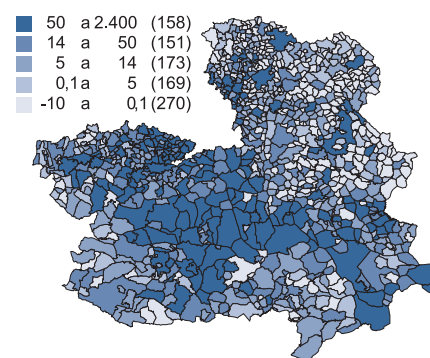 50 a 2.400 (158)
14 a 50 (151)
5 a 14 (173)
0,1 a 5 (169)
-10 a 0,1 (270)